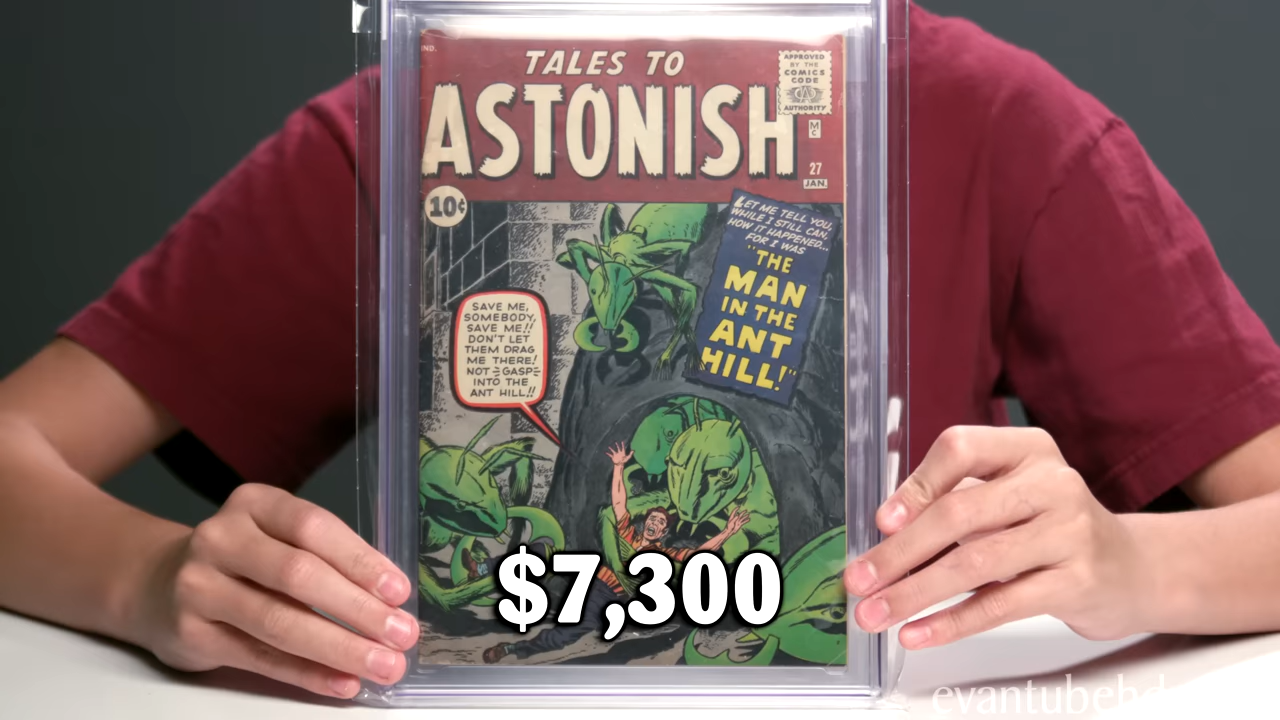 IND.
TALES TO
ASTONISH
APPROVED
BY THE
COMICS
CODE
AUTHORITY
M
C
27
JAN.
10¢
LET ME TELL YOU,
WHILE I STILL CAN,
HOW IT HAPPENED...
FOR I WAS
"THE
MAN
IN THE
ANT
HILL!"
SAVE ME,
SOMEBODY,
SAVE ME!!
DON'T LET
THEM DRAG
ME THERE!
NOT -GASP-
INTO THE
ANT HILL!!
$7,300